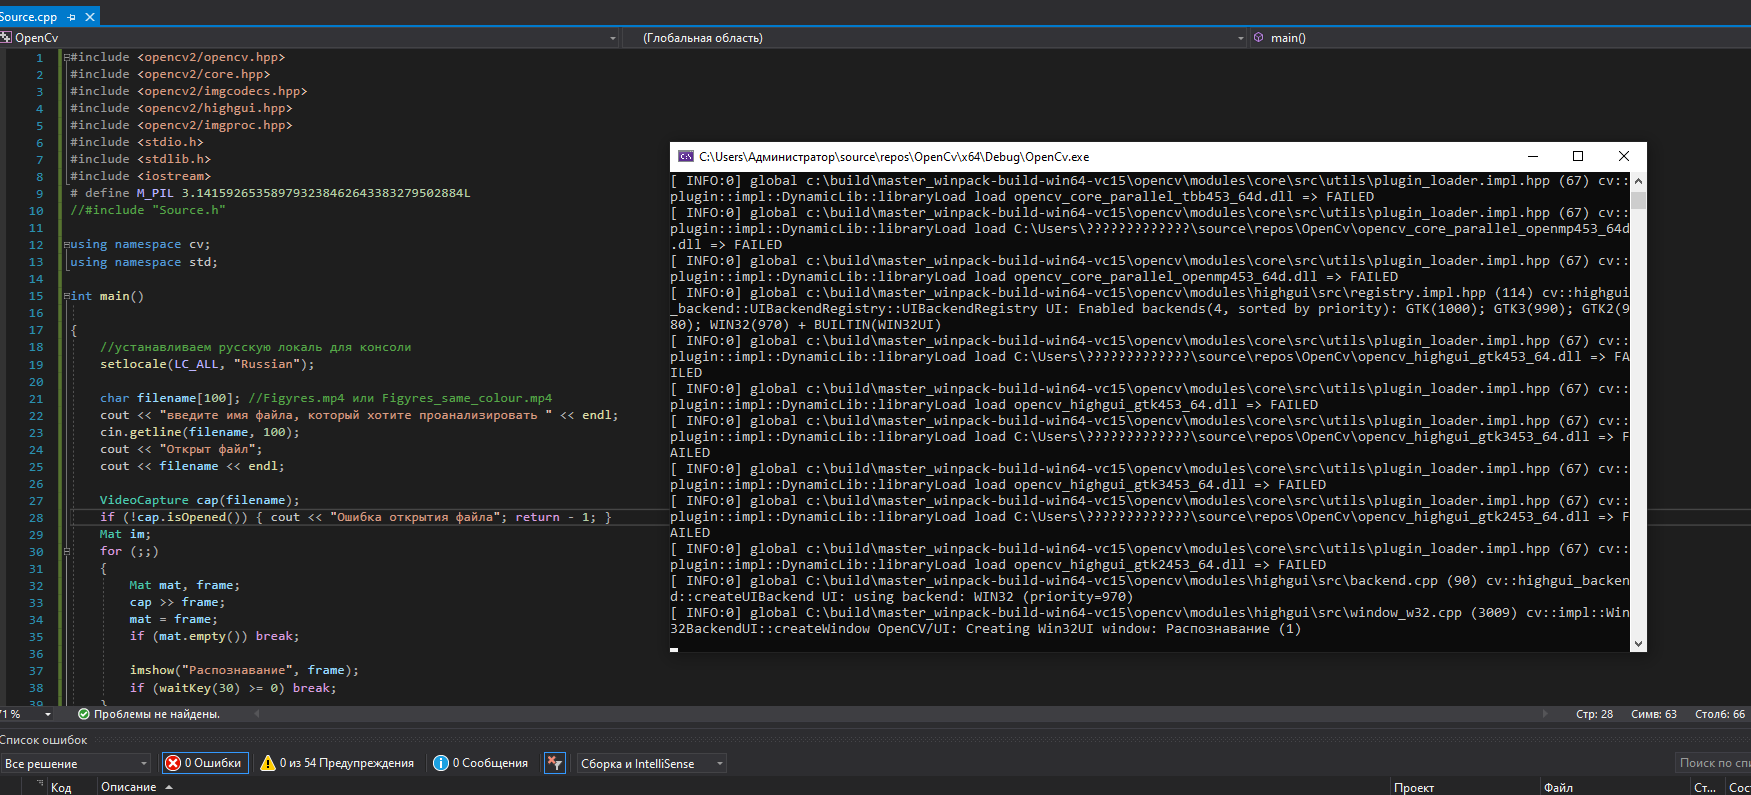 Source.cpp
OpenCv
(Глобальная область)
main()
1 #include <opencv2/opencv.hpp>
2 #include <opencv2/core.hpp>
3 #include <opencv2/imgcodecs.hpp>
4 #include <opencv2/highgui.hpp>
5 #include <opencv2/imgproc.hpp>
6 #include <stdio.h>
7 #include <stdlib.h>
8 #include <iostream>
9 # define M_PIL 3.141592653589793238462643383279502884L
10 //#include "Source.h"
11
12 using namespace cv;
13 using namespace std;
14
15 int main()
16
17 {
18 //устанавливаем русскую локаль для консоли
19 setlocale(LC_ALL, "Russian");
20
21 char filename[100]; //Figyres.mp4 или Figyres_same_colour.mp4
22 cout << "введите имя файла, который хотите проанализировать " << endl;
23 cin.getline(filename, 100);
24 cout << "Открыт файл";
25 cout << filename << endl;
26
27 VideoCapture cap(filename);
28 if (!cap.isOpened()) { cout << "Ошибка открытия файла"; return - 1; }
29 Mat im;
30 for (;;)
31 {
32 Mat mat, frame;
33 cap >> frame;
34 mat = frame;
35 if (mat.empty()) break;
36
37 imshow("Распознавание", frame);
38 if (waitKey(30) >= 0) break;
39 }
C:\Users\Администратор\source\repos\OpenCv\x64\Debug\OpenCv.exe
[ INFO:0] global c:\build\master_winpack-build-win64-vc15\opencv\modules\core\src\utils\plugin_loader.impl.hpp (67) cv::
plugin::impl::DynamicLib::libraryLoad load opencv_core_parallel_tbb453_64d.dll => FAILED
[ INFO:0] global c:\build\master_winpack-build-win64-vc15\opencv\modules\core\src\utils\plugin_loader.impl.hpp (67) cv::
plugin::impl::DynamicLib::libraryLoad load C:\Users\?????????????\source\repos\OpenCv\opencv_core_parallel_openmp453_64d
.dll => FAILED
[ INFO:0] global c:\build\master_winpack-build-win64-vc15\opencv\modules\core\src\utils\plugin_loader.impl.hpp (67) cv::
plugin::impl::DynamicLib::libraryLoad load opencv_core_parallel_openmp453_64d.dll => FAILED
[ INFO:0] global c:\build\master_winpack-build-win64-vc15\opencv\modules\highgui\src\registry.impl.hpp (114) cv::highgui
_backend::UIBackendRegistry::UIBackendRegistry UI: Enabled backends(4, sorted by priority): GTK(1000); GTK3(990); GTK2(9
80); WIN32(970) + BUILTIN(WIN32UI)
[ INFO:0] global c:\build\master_winpack-build-win64-vc15\opencv\modules\core\src\utils\plugin_loader.impl.hpp (67) cv::
plugin::impl::DynamicLib::libraryLoad load C:\Users\?????????????\source\repos\OpenCv\opencv_highgui_gtk453_64.dll => FA
ILED
[ INFO:0] global c:\build\master_winpack-build-win64-vc15\opencv\modules\core\src\utils\plugin_loader.impl.hpp (67) cv::
plugin::impl::DynamicLib::libraryLoad load opencv_highgui_gtk453_64.dll => FAILED
[ INFO:0] global c:\build\master_winpack-build-win64-vc15\opencv\modules\core\src\utils\plugin_loader.impl.hpp (67) cv::
plugin::impl::DynamicLib::libraryLoad load C:\Users\?????????????\source\repos\OpenCv\opencv_highgui_gtk3453_64.dll => F
AILED
[ INFO:0] global c:\build\master_winpack-build-win64-vc15\opencv\modules\core\src\utils\plugin_loader.impl.hpp (67) cv::
plugin::impl::DynamicLib::libraryLoad load opencv_highgui_gtk3453_64.dll => FAILED
[ INFO:0] global c:\build\master_winpack-build-win64-vc15\opencv\modules\core\src\utils\plugin_loader.impl.hpp (67) cv::
plugin::impl::DynamicLib::libraryLoad load C:\Users\?????????????\source\repos\OpenCv\opencv_highgui_gtk2453_64.dll => F
AILED
[ INFO:0] global c:\build\master_winpack-build-win64-vc15\opencv\modules\core\src\utils\plugin_loader.impl.hpp (67) cv::
plugin::impl::DynamicLib::libraryLoad load opencv_highgui_gtk2453_64.dll => FAILED
[ INFO:0] global C:\build\master_winpack-build-win64-vc15\opencv\modules\highgui\src\backend.cpp (90) cv::highgui_backen
d::createUIBackend UI: using backend: WIN32 (priority=970)
[ INFO:0] global C:\build\master_winpack-build-win64-vc15\opencv\modules\highgui\src\window_w32.cpp (3009) cv::impl::Win
32BackendUI::createWindow OpenCV/UI: Creating Win32UI window: Распознавание (1)
71 %
Проблемы не найдены.
Стр: 28 Симв: 63 Столб: 66
Список ошибок
Все решение
0 Ошибки
0 из 54 Предупреждения
0 Сообщения
Сборка и IntelliSense
Поиск по спи
Код Описание Проект Файл Ст... Сос